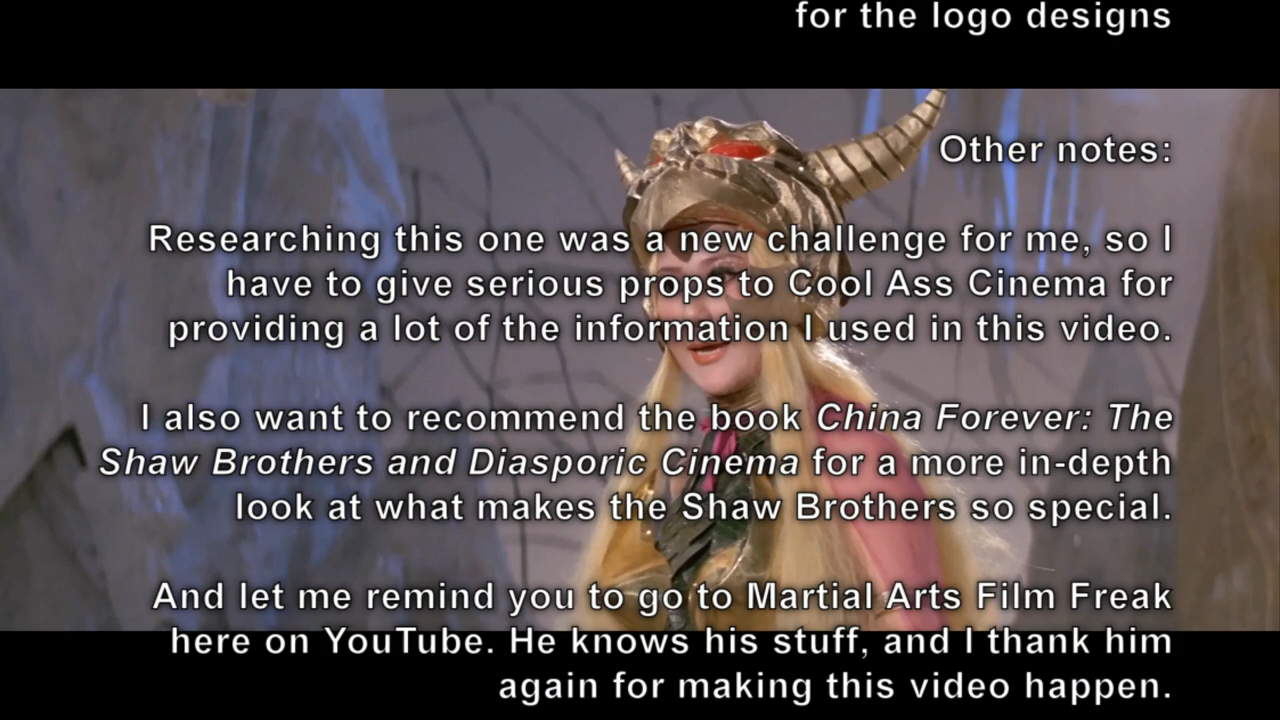 for the logo designs
Other notes:
Researching this one was a new challenge for me, so I
have to give serious props to Cool Ass Cinema for
providing a lot of the information I used in this video.
I also want to recommend the book China Forever: The
Shaw Brothers and Diasporic Cinema for a more in-depth
look at what makes the Shaw Brothers so special.
And let me remind you to go to Martial Arts Film Freak
here on YouTube. He knows his stuff, and I thank him
again for making this video happen.